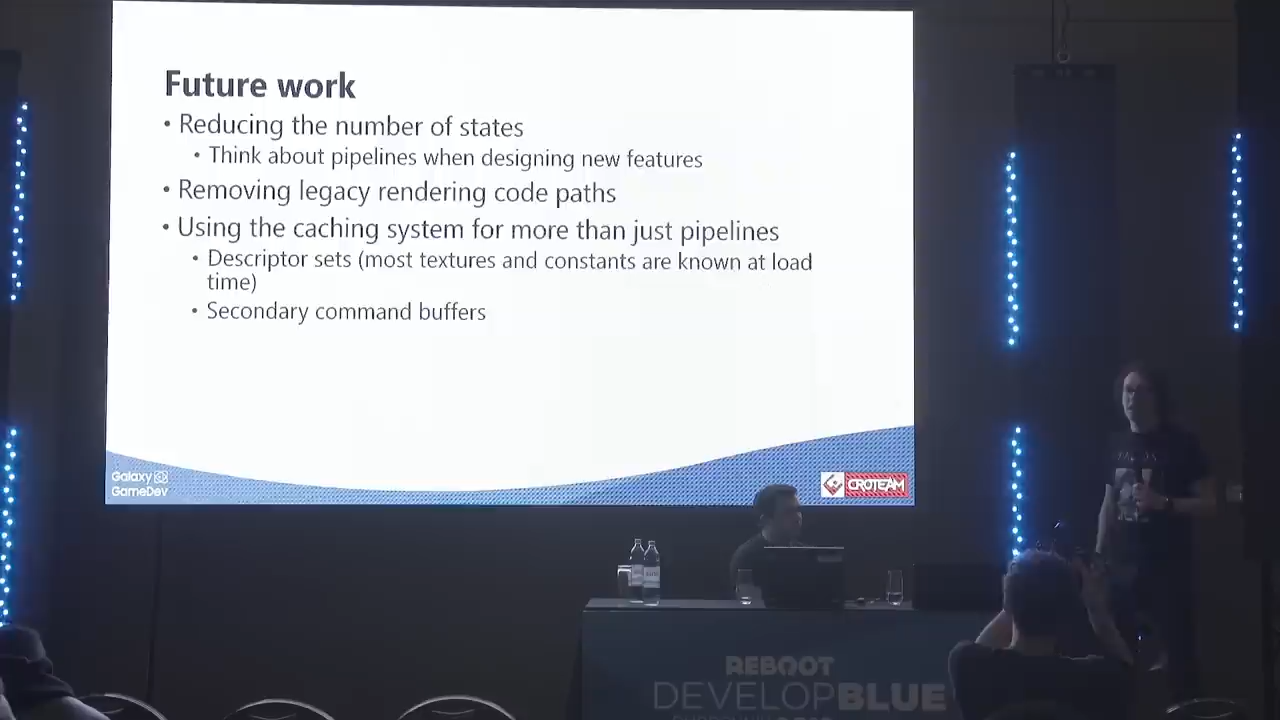 Future work
• Reducing the number of states
• Think about pipelines when designing new features
• Removing legacy rendering code paths
• Using the caching system for more than just pipelines
• Descriptor sets (most textures and constants are known at load
time)
• Secondary command buffers
Galaxy
GameDev
CROTEAM
REBOOT
DEVELOPBLUE